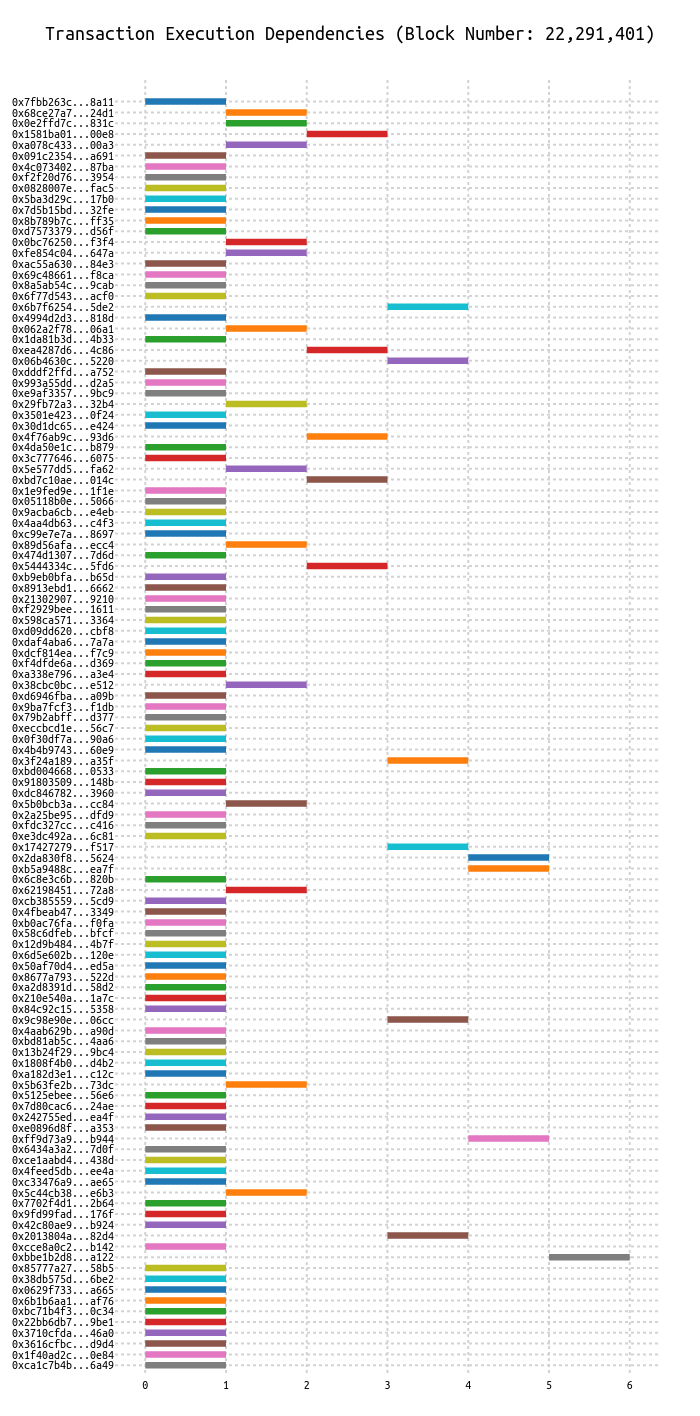 Transaction Execution Dependencies (Block Number: 22,291,401)
0x7fbb263c...8a11
0x68ce27a7...24d1
0x0e2ffd7c...831c
0x1581ba01...00e8
0xa078c433...00a3
0x091c2354...a691
0x4c073402...87ba
0xf2f20d76...3954
0x0828007e...fac5
0x5ba3d29c...17b0
0x7d5b15bd...32fe
0x8b789b7c...ff35
0xd7573379...d56f
0x0bc76250...f3f4
0xfe854c04...647a
0xac55a630...84e3
0x69c48661...f8ca
0x8a5ab54c...9cab
0x6f77d543...acf0
0x6b7f6254...5de2
0x4994d2d3...818d
0x062a2f78...06a1
0x1da81b3d...4b33
0xea4287d6...4c86
0x06b4630c...5220
0xdddf2ffd...a752
0x993a55dd...d2a5
0xe9af3357...9bc9
0x29fb72a3...32b4
0x3501e423...0f24
0x30d1dc65...e424
0x4f76ab9c...93d6
0x4da50e1c...b879
0x3c777646...6075
0x5e577dd5...fa62
0xbd7c10ae...014c
0x1e9fed9e...1f1e
0x05118b0e...5066
0x9acba6cb...e4eb
0x4aa4db63...c4f3
0xc99e7e7a...8697
0x89d56afa...ecc4
0x474d1307...7d6d
0x5444334c...5fd6
0xb9eb0bfa...b65d
0x8913ebd1...6662
0x21302907...9210
0xf2929bee...1611
0x598ca571...3364
0xd09dd620...cbf8
0xdaf4aba6...7a7a
0xdcf814ea...f7c9
0xf4dfde6a...d369
0xa338e796...a3e4
0x38cbc0bc...e512
0xd6946fba...a09b
0x9ba7fcf3...f1db
0x79b2abff...d377
0xeccbcd1e...56c7
0x0f30df7a...90a6
0x4b4b9743...60e9
0x3f24a189...a35f
0xbd004668...0533
0x91803509...148b
0xdc846782...3960
0x5b0bcb3a...cc84
0x2a25be95...dfd9
0xfdc327cc...c416
0xe3dc492a...6c81
0x17427279...f517
0x2da830f8...5624
0xb5a9488c...ea7f
0x6c8e3c6b...820b
0x62198451...72a8
0xcb385559...5cd9
0x4fbeab47...3349
0xb0ac76fa...f0fa
0x58c6dfeb...bfcf
0x12d9b484...4b7f
0x6d5e602b...120e
0x50af70d4...ed5a
0x8677a793...522d
0xa2d8391d...58d2
0x210e540a...1a7c
0x84c92c15...5358
0x9c98e90e...06cc
0x4aab629b...a90d
0xbd81ab5c...4aa6
0x13b24f29...9bc4
0x1808f4b0...d4b2
0xa182d3e1...c12c
0x5b63fe2b...73dc
0x5125ebee...56e6
0x7d80cac6...24ae
0x242755ed...ea4f
0xe0896d8f...a353
0xff9d73a9...b944
0x6434a3a2...7d0f
0xce1aabd4...438d
0x4feed5db...ee4a
0xc33476a9...ae65
0x5c44cb38...e6b3
0x7702f4d1...2b64
0x9fd99fad...176f
0x42c80ae9...b924
0x2013804a...82d4
0xcce8a0c2...b142
0xbbe1b2d8...a122
0x85777a27...58b5
0x38db575d...6be2
0x0629f733...a665
0x6b1b6aa1...af76
0xbc71b4f3...0c34
0x22bb6db7...9be1
0x3710cfda...46a0
0x3616cfbc...d9d4
0x1f40ad2c...0e84
0xca1c7b4b...6a49
0 1 2 3 4 5 6